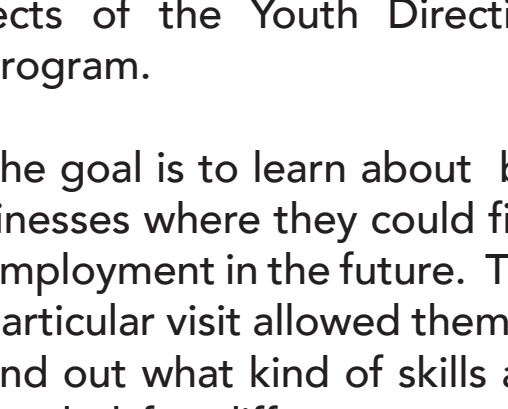 ects of the Youth Directi
rogram.
he goal is to learn about b
inesses where they could fi
mployment in the future. T
articular visit allowed them
nd out what kind of skills a